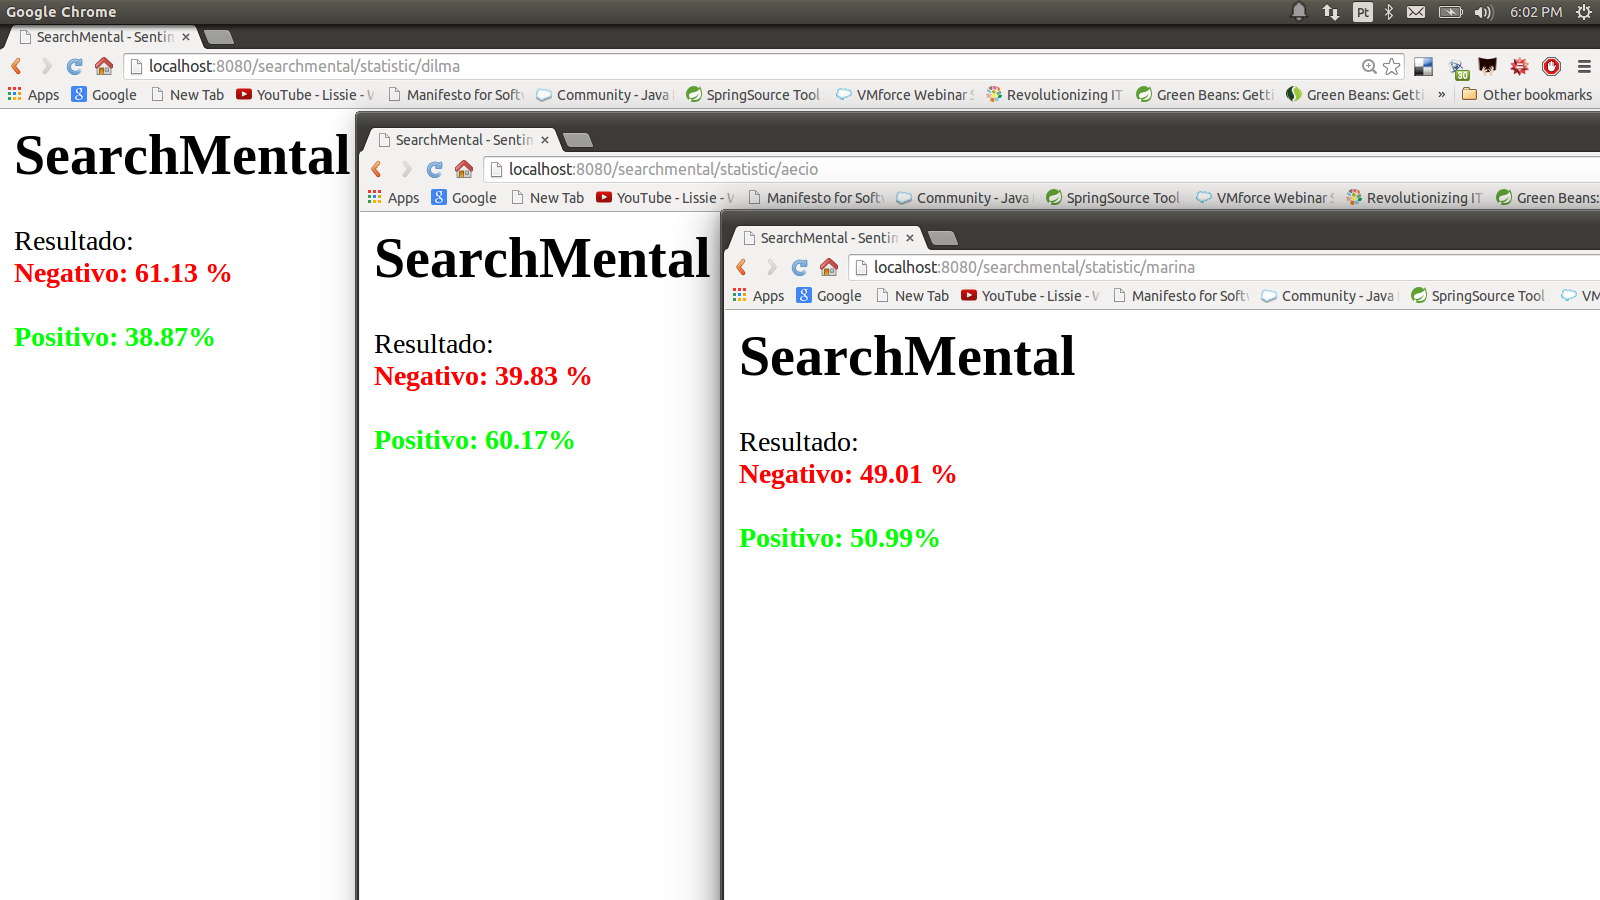 Google Chrome
Pt
6:02 PM
SearchMental - Sentin
localhost:8080/searchmental/statistic/dilma
30
Apps Google New Tab YouTube - Lissie - Manifesto for Soft Community - Java SpringSource Tool VMforce Webinar Revolutionizing IT Green Beans: Getti Green Beans: Getti » Other bookmarks
SearchMental
Resultado:
Negativo: 61.13 %
Positivo: 38.87%
SearchMental - Sentin
localhost:8080/searchmental/statistic/aecio
Apps Google New Tab YouTube - Lissie - Manifesto for Soft Community - Java SpringSource Tool VMforce Webinar Revolutionizing IT Green Beans:
SearchMental
Resultado:
Negativo: 39.83 %
Positivo: 60.17%
SearchMental - Sentin
localhost:8080/searchmental/statistic/marina
Apps Google New Tab YouTube - Lissie - Manifesto for Soft Community - Java SpringSource Tool VM
SearchMental
Resultado:
Negativo: 49.01 %
Positivo: 50.99%